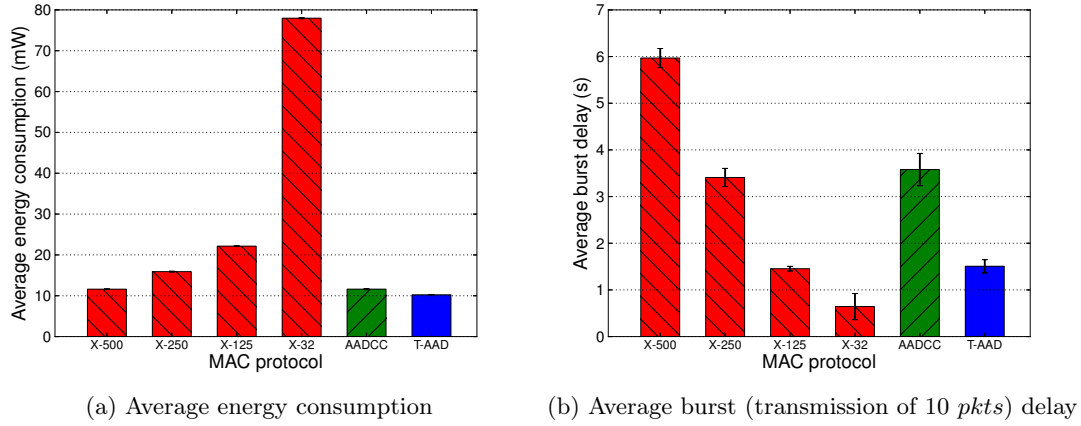 80
70
60
50
40
30
20
10
0
Average energy consumption (mW)
X-500 X-250 X-125 X-32 AADCC T-AAD
MAC protocol
(a) Average energy consumption
7
6
5
4
3
2
1
0
Average burst delay (s)
X-500 X-250 X-125 X-32 AADCC T-AAD
MAC protocol
(b) Average burst (transmission of 10 pkts) delay